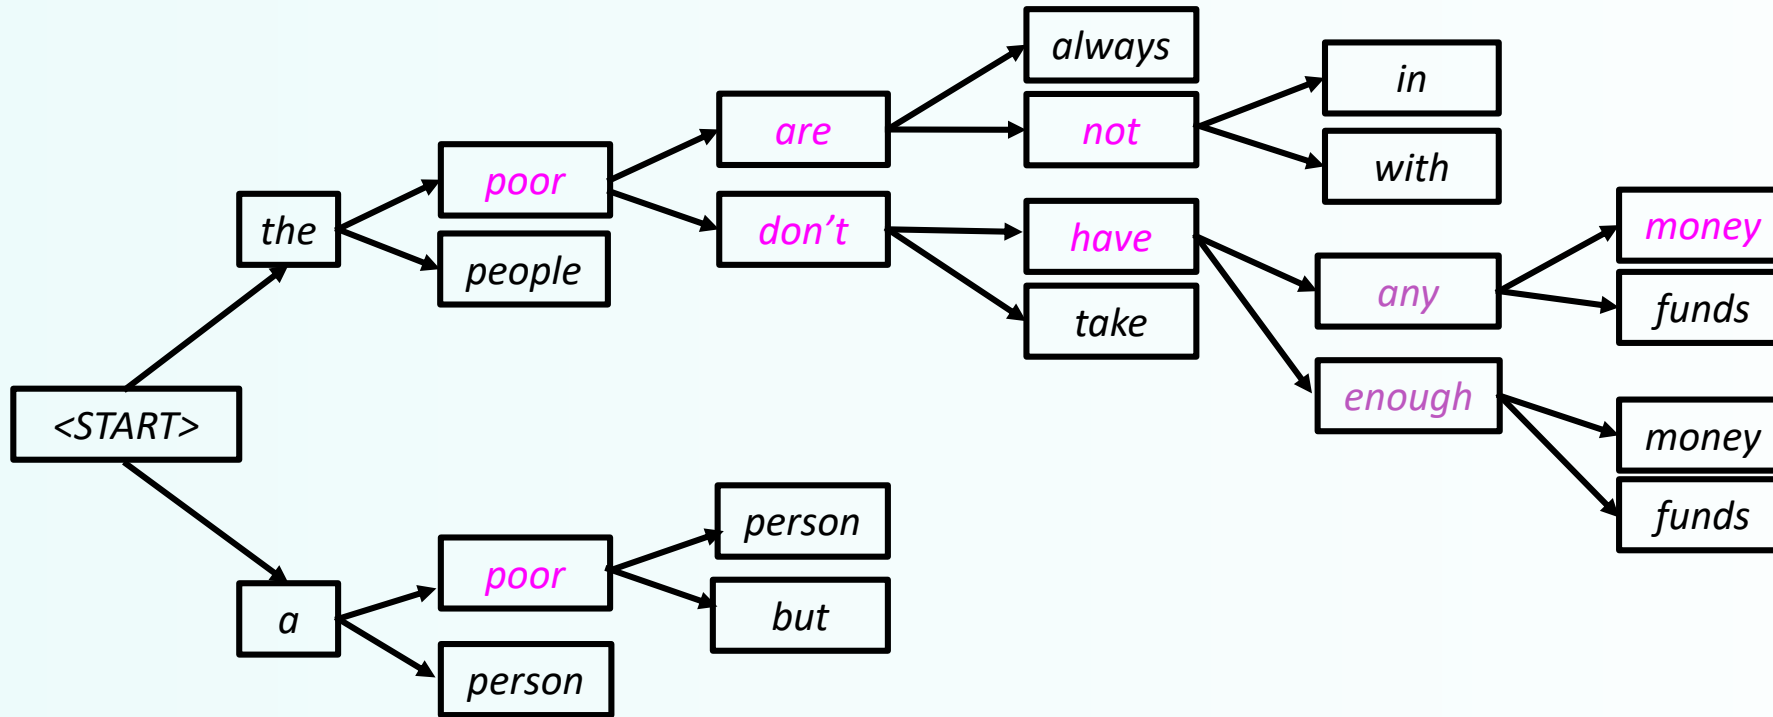 always
in
are
not
poor
with
the
don't
have
money
people
any
funds
take
<START>
enough
money
person
funds
poor
a
but
person